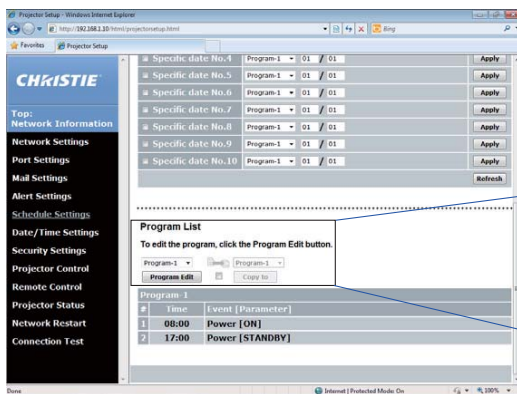 Projector Setup - Windows Internet Explorer
http://192.168.1.10/html/projectorsetup.html
Bing
Favorites Projector Setup
CHRISTIE
Top:
Network Information
Network Settings
Port Settings
Mail Settings
Alert Settings
Schedule Settings
Date/Time Settings
Security Settings
Projector Control
Remote Control
Projector Status
Network Restart
Connection Test
Specific date No.4 Program-1 01 / 01 Apply
Specific date No.5 Program-1 01 / 01 Apply
Specific date No.6 Program-1 01 / 01 Apply
Specific date No.7 Program-1 01 / 01 Apply
Specific date No.8 Program-1 01 / 01 Apply
Specific date No.9 Program-1 01 / 01 Apply
Specific date No.10 Program-1 01 / 01 Apply
Refresh
Program List
To edit the program, click the Program Edit button.
Program-1 Program-1
Program Edit Copy to
Program-1
# Time Event [Parameter]
1 08:00 Power [ON]
2 17:00 Power [STANDBY]
Done Internet | Protected Mode: On 100%